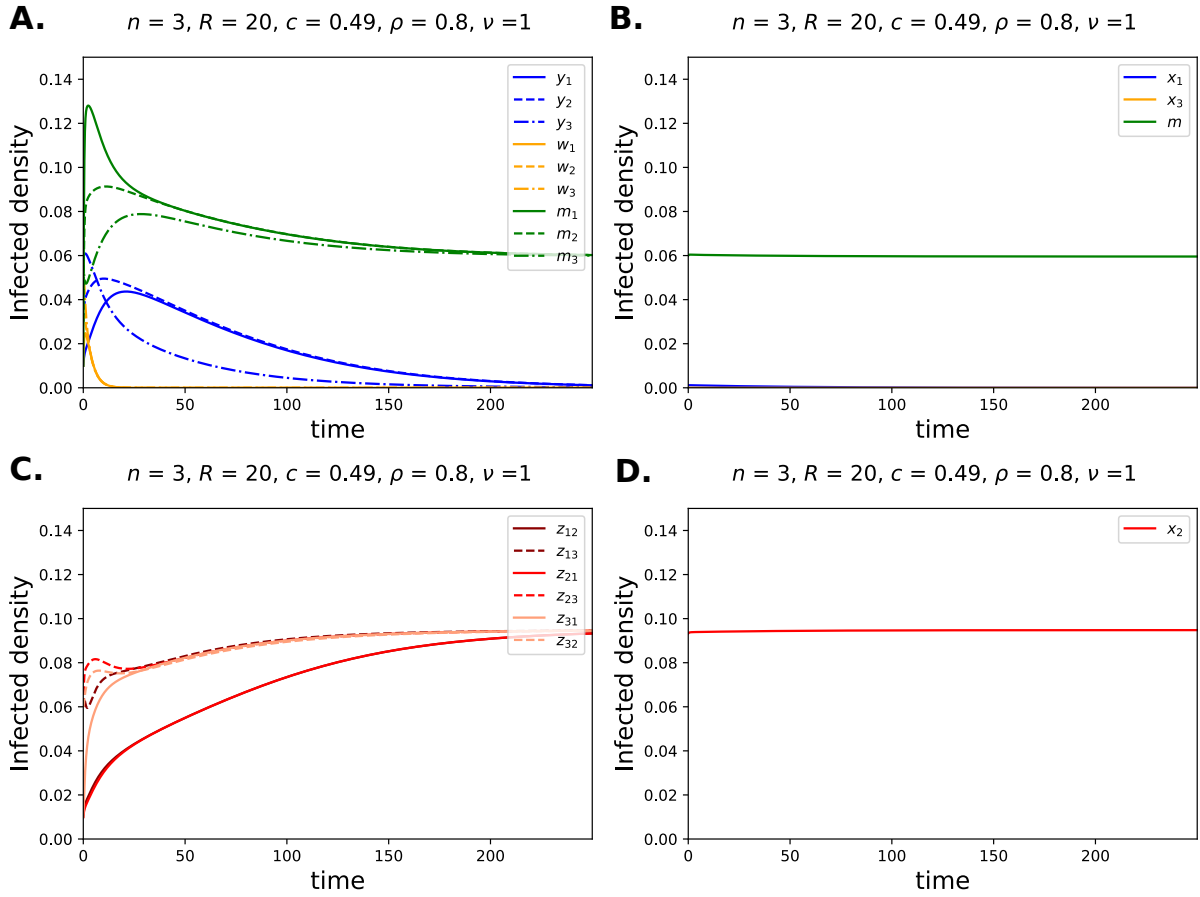 A.
n = 3, R = 20, c = 0.49, ρ = 0.8, ν =1
Infected density
0.14
0.12
0.10
0.08
0.06
0.04
0.02
0.00
0
50
100
150
200
time
y₁
y₂
y₃
w₁
w₂
w₃
m₁
m₂
m₃
B.
n = 3, R = 20, c = 0.49, ρ = 0.8, ν =1
Infected density
0.14
0.12
0.10
0.08
0.06
0.04
0.02
0.00
0
50
100
150
200
time
x₁
x₃
m
C.
n = 3, R = 20, c = 0.49, ρ = 0.8, ν =1
Infected density
0.14
0.12
0.10
0.08
0.06
0.04
0.02
0.00
0
50
100
150
200
time
z₁₂
z₁₃
z₂₁
z₂₃
z₃₁
z₃₂
D.
n = 3, R = 20, c = 0.49, ρ = 0.8, ν =1
Infected density
0.14
0.12
0.10
0.08
0.06
0.04
0.02
0.00
0
50
100
150
200
time
x₂